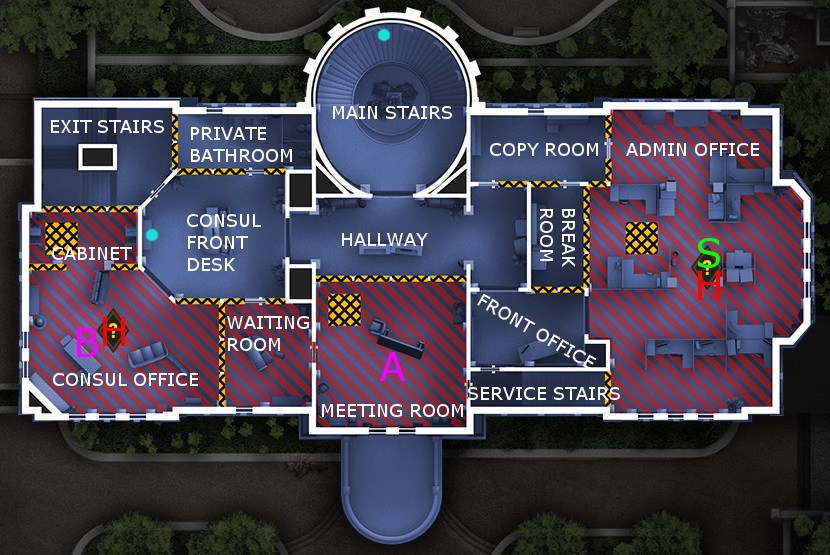 EXIT STAIRS
PRIVATE
BATHROOM
MAIN STAIRS
COPY ROOM
ADMIN OFFICE
CABINET
CONSUL
FRONT
DESK
HALLWAY
BREAK
ROOM
S
H
B
H
CONSUL OFFICE
WAITING
ROOM
A
MEETING ROOM
FRONT OFFICE
SERVICE STAIRS